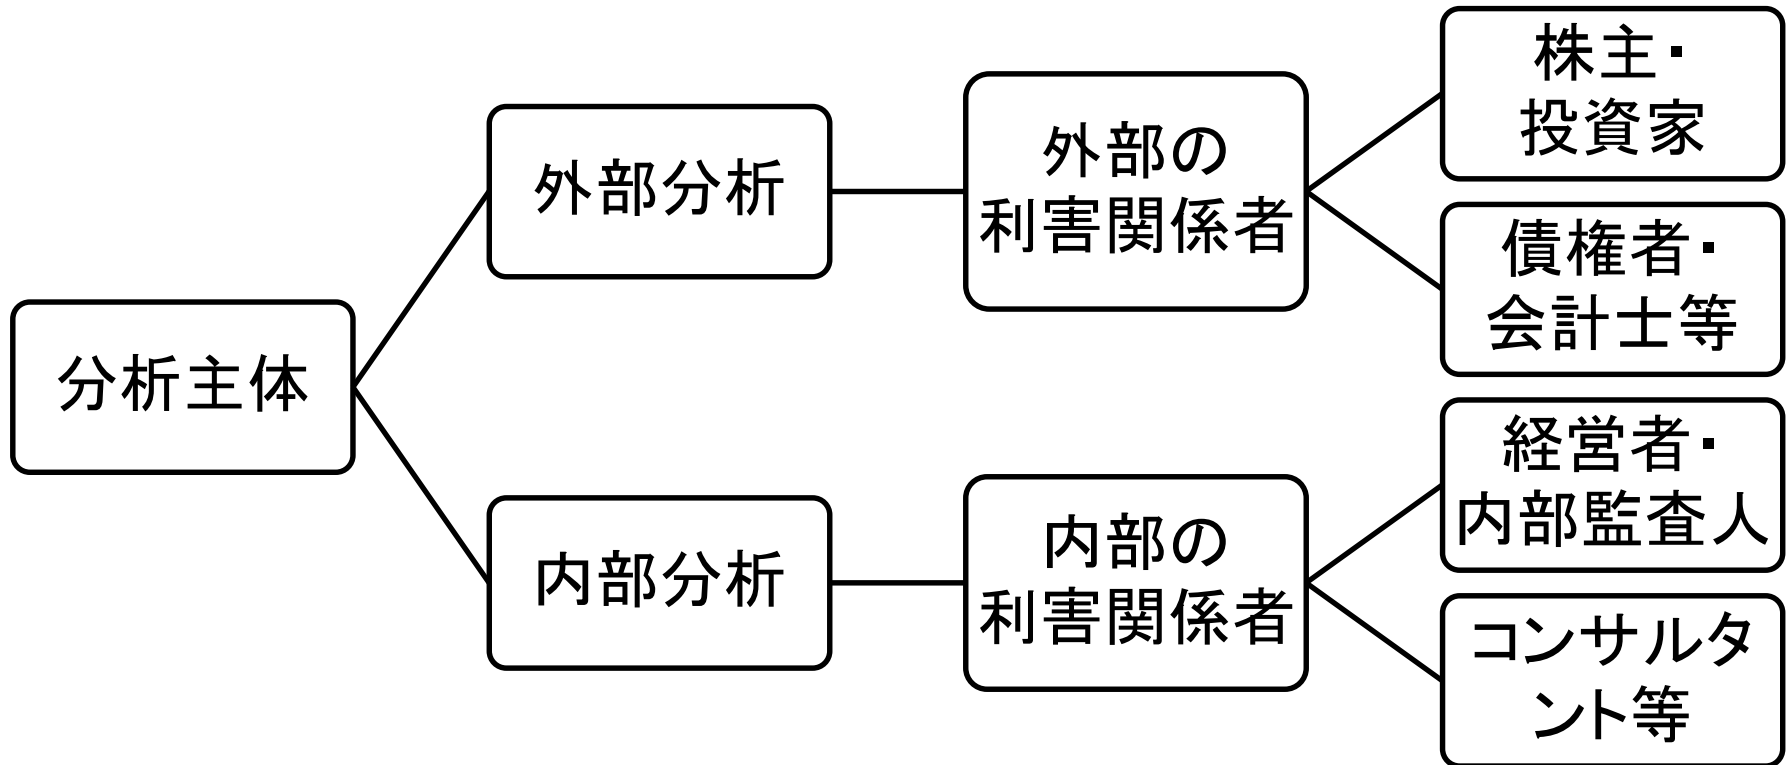 分析主体
外部分析
外部の
利害関係者
株主・
投資家
債権者・
会計士等
内部分析
内部の
利害関係者
経営者・
内部監査人
コンサルタ
ント等